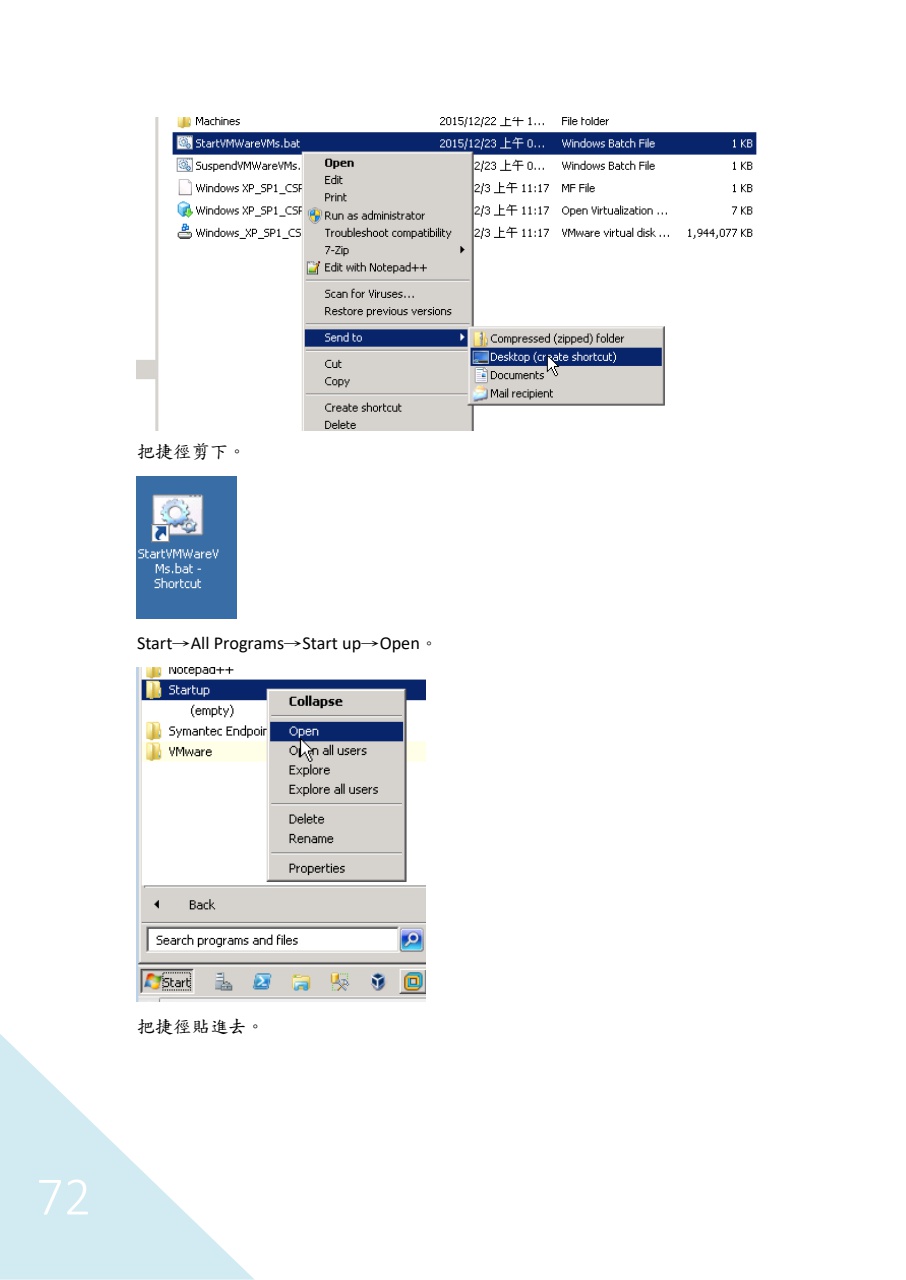 Machines 2015/12/22 上午 1... File folder
StartVMWareVMs.bat 2015/12/23 上午 0... Windows Batch File 1 KB
SuspendVMWareVMs. 2/23 上午 0... Windows Batch File 1 KB
Windows XP_SP1_CSF 2/3 上午 11:17 MF File 1 KB
Windows XP_SP1_CSF 2/3 上午 11:17 Open Virtualization ... 7 KB
Windows_XP_SP1_CS 2/3 上午 11:17 VMware virtual disk ... 1,944,077 KB
Open
Edit
Print
Run as administrator
Troubleshoot compatibility
7-Zip
Edit with Notepad++
Scan for Viruses...
Restore previous versions
Send to
Cut
Copy
Create shortcut
Delete
Compressed (zipped) folder
Desktop (create shortcut)
Documents
Mail recipient
把捷徑剪下。
StartVMWareV
Ms.bat -
Shortcut
Start→All Programs→Start up→Open。
Notepad++
Startup
(empty)
Symantec Endpoir
VMware
Collapse
Open
Open all users
Explore
Explore all users
Delete
Rename
Properties
Back
Search programs and files
Start
把捷徑貼進去。
72